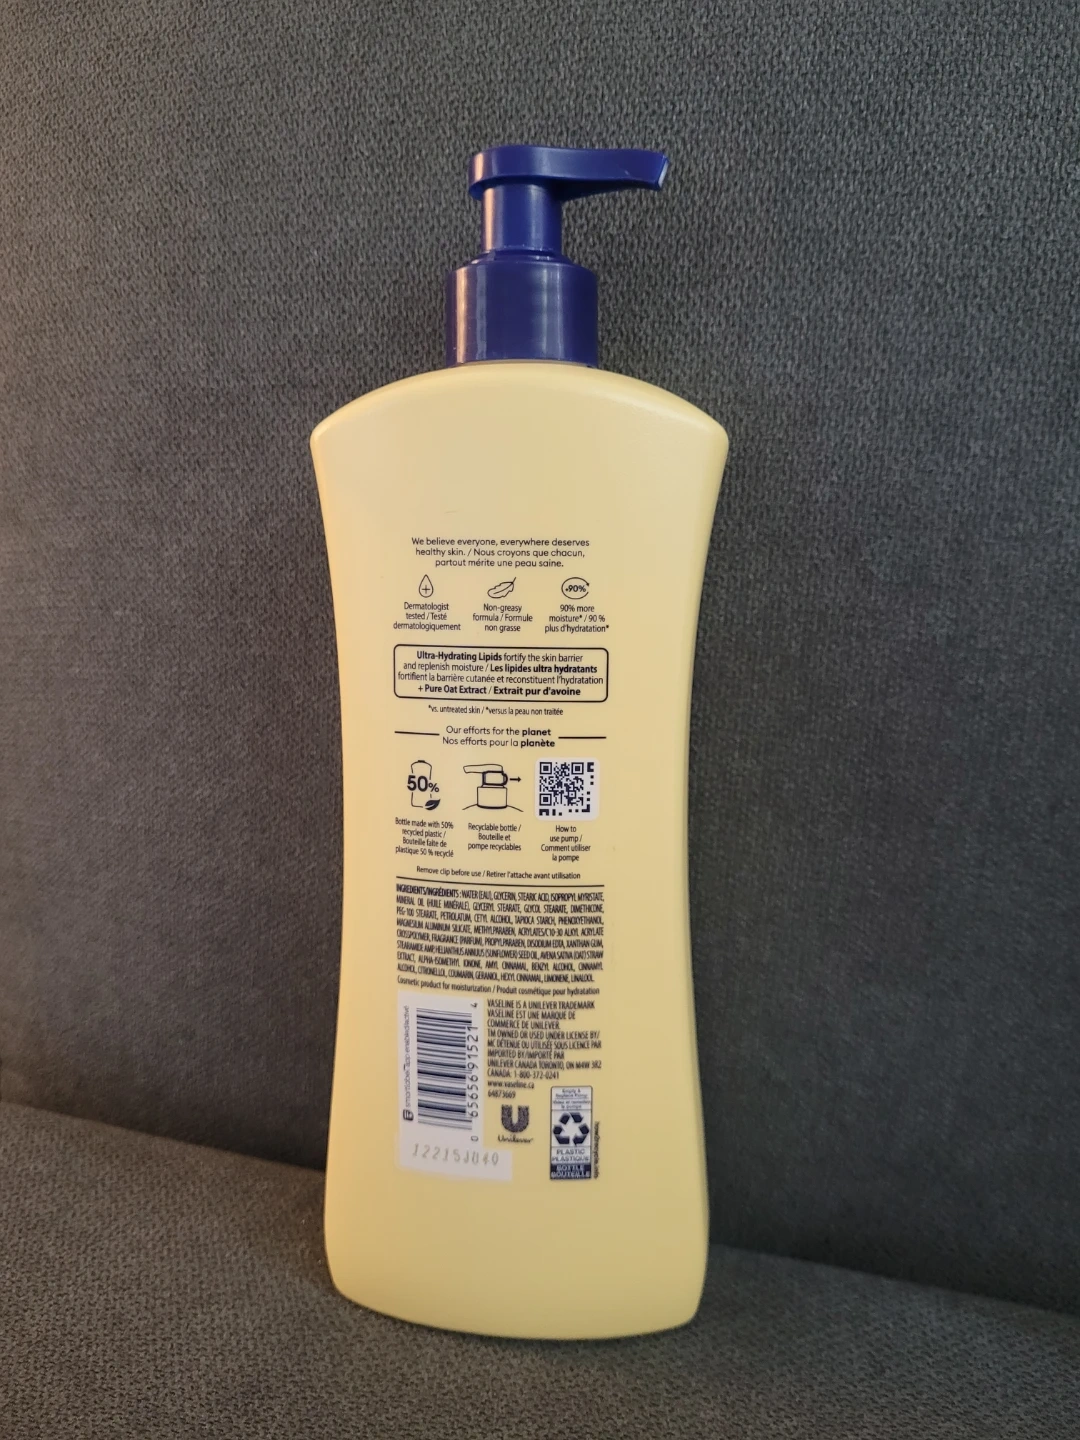 We believe everyone, everywhere deserves
healthy skin. / Nous croyons que chacun,
partout mérite une peau saine.
+90%
Dermatologist
tested / Testé
dermatologiquement
Non-greasy
formula / Formule
non grasse
90% more
moisture* / 90 %
plus d'hydratation*
Ultra-Hydrating Lipids fortify the skin barrier
and replenish moisture / Les lipides ultra hydratants
fortifient la barrière cutanée et reconstituent l'hydratation
+ Pure Oat Extract / Extrait pur d'avoine
*vs. untreated skin / *versus la peau non traitée
Our efforts for the planet
Nos efforts pour la planète
50%
Bottle made with 50%
recycled plastic /
Bouteille faite de
plastique 50 % recyclé
Recyclable bottle /
Bouteille et
pompe recyclables
How to
use pump /
Comment utiliser
la pompe
Remove clip before use / Retirer l'attache avant utilisation
INGREDIENTS/INGRÉDIENTS : WATER (EAU), GLYCERIN, STEARIC ACID, ISOPROPYL MYRISTATE,
MINERAL OIL (HUILE MINÉRALE), GLYCERYL STEARATE, GLYCOL STEARATE, DIMETHICONE,
PEG-100 STEARATE, PETROLATUM, CETYL ALCOHOL, TAPIOCA STARCH, PHENOXYETHANOL,
MAGNESIUM ALUMINUM SILICATE, METHYLPARABEN, ACRYLATES/C10-30 ALKYL ACRYLATE
CROSSPOLYMER, FRAGRANCE (PARFUM), PROPYLPARABEN, DISODIUM EDTA, XANTHAN GUM,
STEARAMIDE AMP, HELIANTHUS ANNUUS (SUNFLOWER) SEED OIL, AVENA SATIVA (OAT) STRAW
EXTRACT, ALPHA-ISOMETHYL IONONE, AMYL CINNAMAL, BENZYL ALCOHOL, CINNAMYL
ALCOHOL, CITRONELLOL, COUMARIN, GERANIOL, HEXYL CINNAMAL, LIMONENE, LINALOOL.
Cosmetic product for moisturization / Produit cosmétique pour hydratation
smartlabel app enabled/activé
0 65656 91521 4
VASELINE IS A UNILEVER TRADEMARK
VASELINE EST UNE MARQUE DE
COMMERCE DE UNILEVER.
TM OWNED OR USED UNDER LICENSE BY/
MC DÉTENUE OU UTILISÉE SOUS LICENCE PAR
IMPORTED BY/IMPORTÉ PAR
UNILEVER CANADA TORONTO, ON M4W 3R2
CANADA: 1-800-372-0241
www.vaseline.ca
64873669
Unilever
PLASTIC
PLASTIQUE
BOTTLE
BOUTEILLE
12215JU40